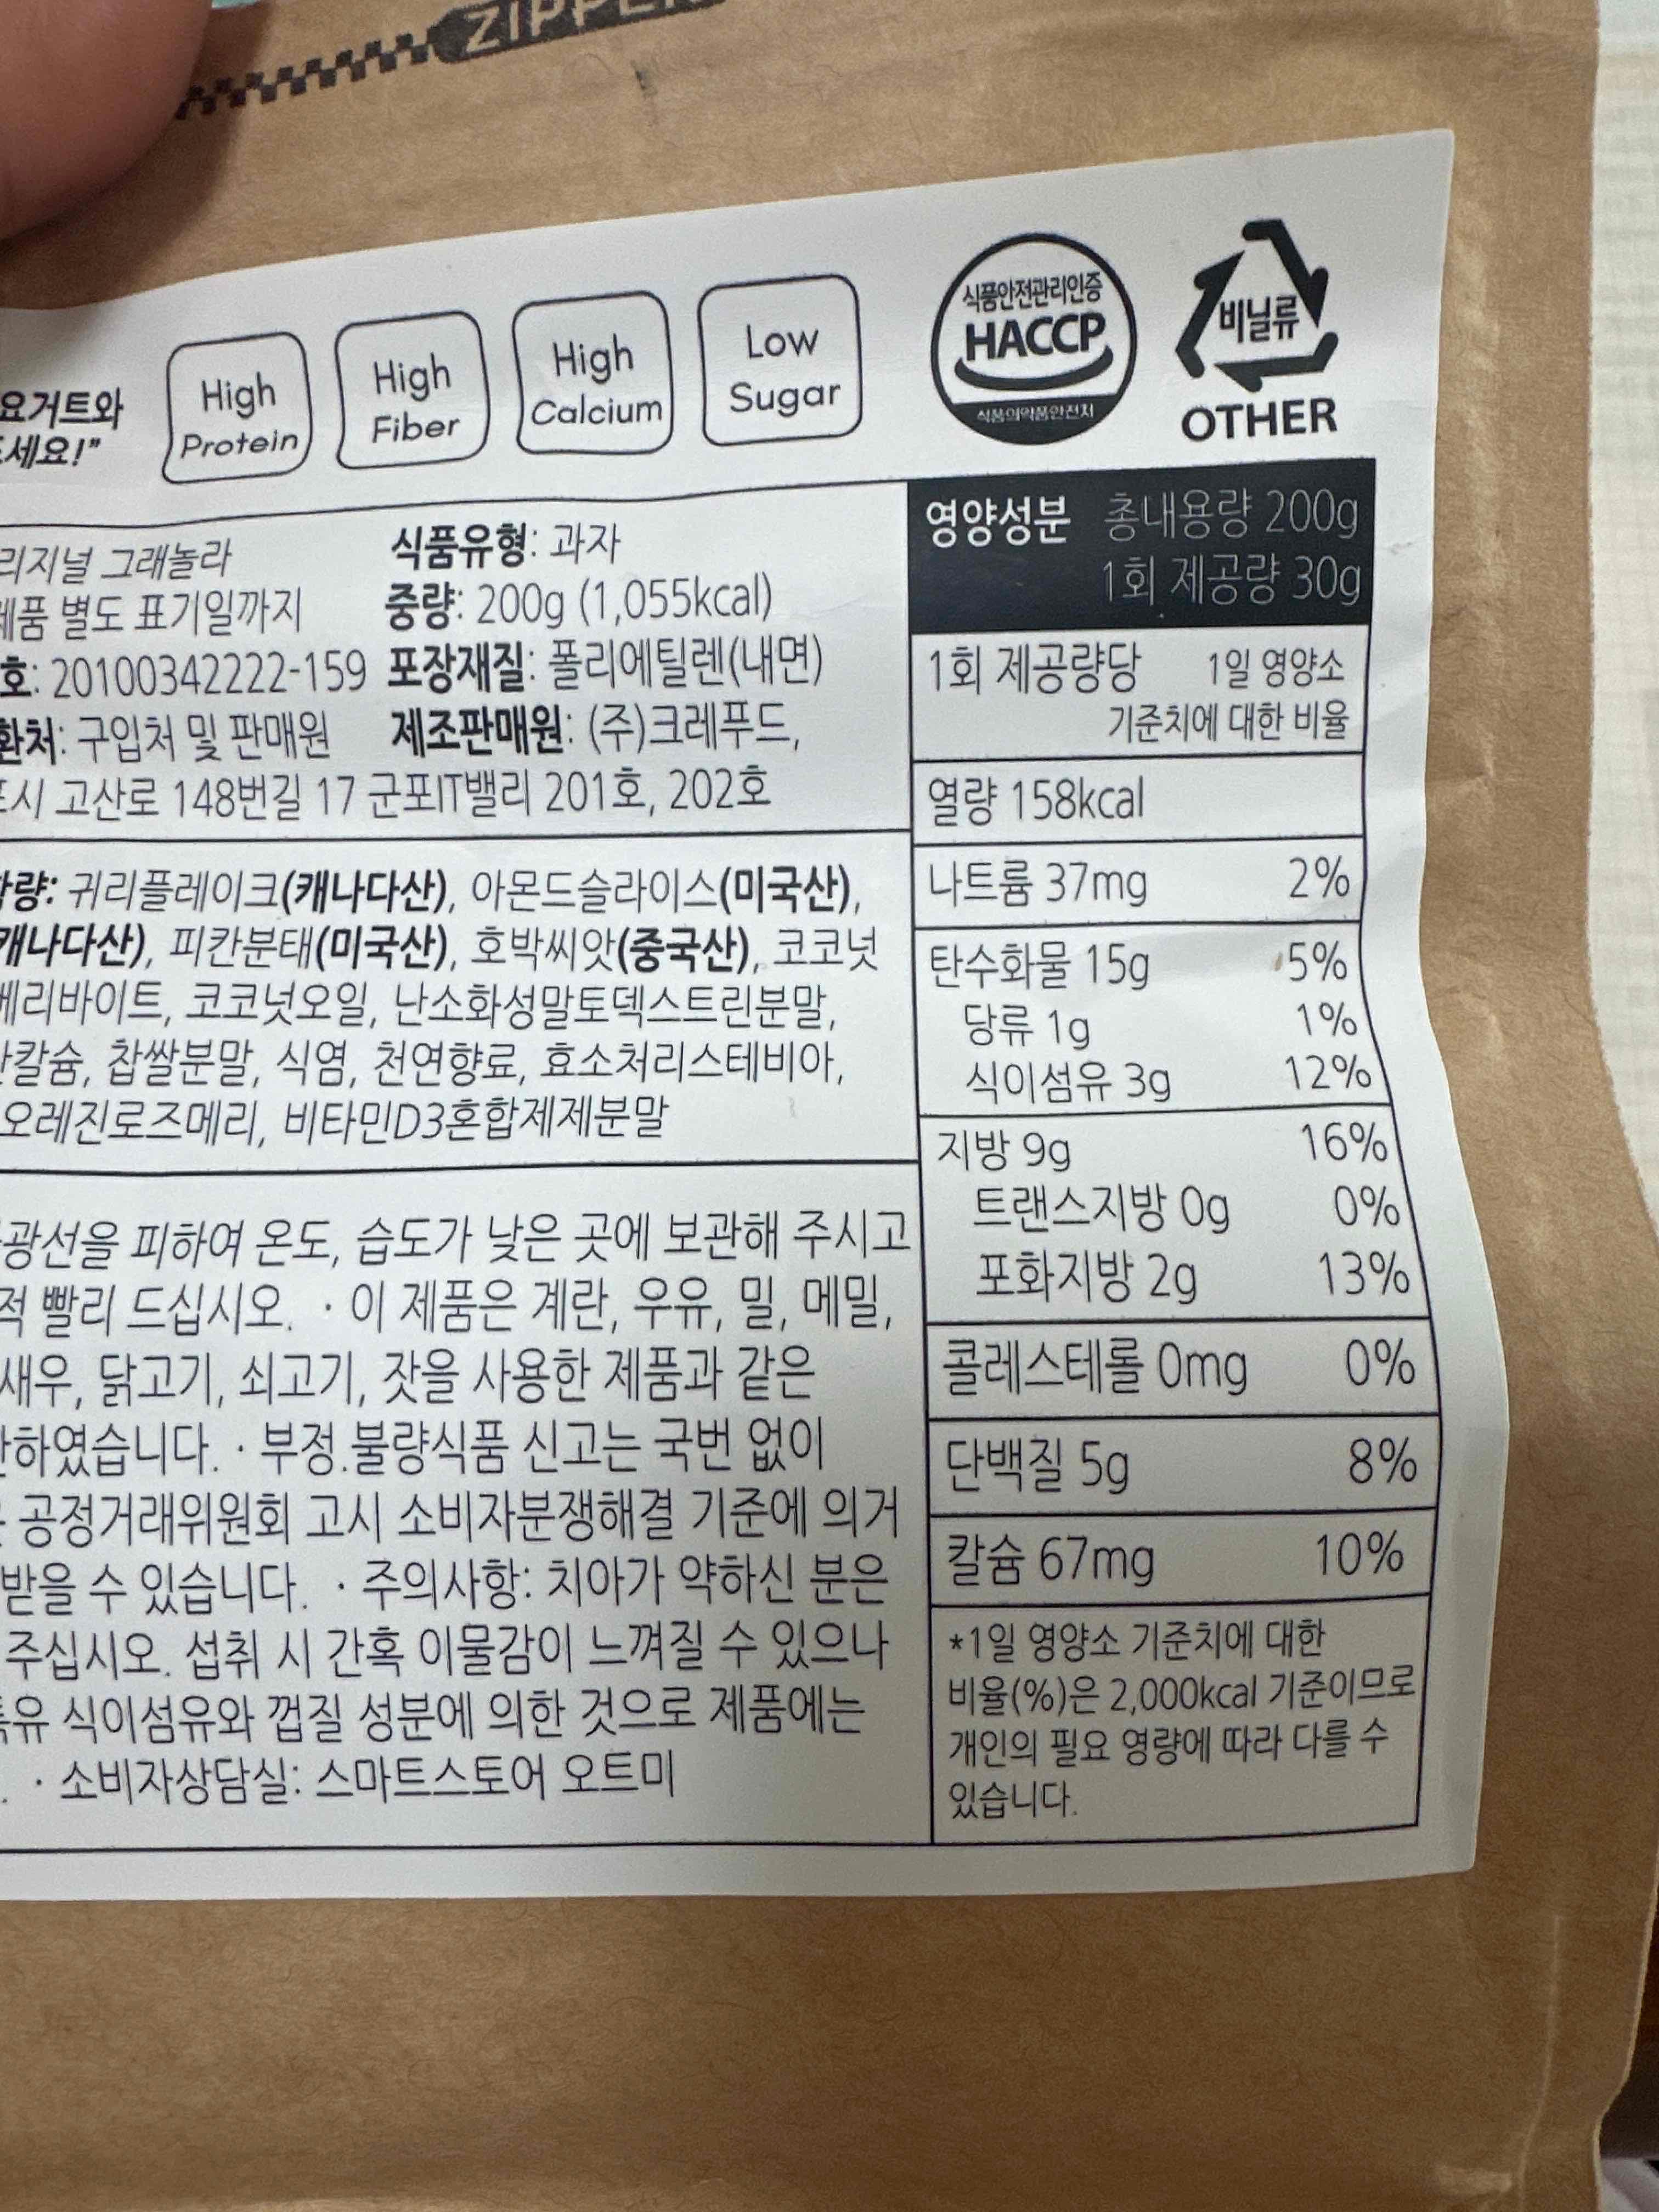 ZIPPER
요거트와
세요!"
High
Protein
High
Fiber
High
Calcium
Low
Sugar
식품안전관리인증
HACCP
식품의약품안전처
비닐류
OTHER
리지널 그래놀라
식품유형: 과자
제품 별도 표기일까지
중량: 200g (1,055kcal)
호: 20100342222-159
포장재질: 폴리에틸렌(내면)
환처: 구입처 및 판매원
제조판매원: (주)크레푸드,
시 고산로 148번길 17 군포IT밸리 201호, 202호
량: 귀리플레이크(캐나다산), 아몬드슬라이스(미국산),
캐나다산), 피칸분태(미국산), 호박씨앗(중국산), 코코넛
베리바이트, 코코넛오일, 난소화성말토덱스트린분말,
칼슘, 찹쌀분말, 식염, 천연향료, 효소처리스테비아,
오레진로즈메리, 비타민D3혼합제제분말
광선을 피하여 온도, 습도가 낮은 곳에 보관해 주시고
적 빨리 드십시오. · 이 제품은 계란, 우유, 밀, 메밀,
새우, 닭고기, 쇠고기, 잣을 사용한 제품과 같은
하였습니다. · 부정.불량식품 신고는 국번 없이
공정거래위원회 고시 소비자분쟁해결 기준에 의거
받을 수 있습니다. · 주의사항: 치아가 약하신 분은
주십시오. 섭취 시 간혹 이물감이 느껴질 수 있으나
특유 식이섬유와 껍질 성분에 의한 것으로 제품에는
. · 소비자상담실: 스마트스토어 오트미
영양성분 총내용량 200g
1회 제공량 30g
1회 제공량당 1일 영양소
기준치에 대한 비율
열량 158kcal
나트륨 37mg 2%
탄수화물 15g 5%
당류 1g 1%
식이섬유 3g 12%
지방 9g 16%
트랜스지방 0g 0%
포화지방 2g 13%
콜레스테롤 0mg 0%
단백질 5g 8%
칼슘 67mg 10%
*1일 영양소 기준치에 대한
비율(%)은 2,000kcal 기준이므로
개인의 필요 영량에 따라 다를 수
있습니다.